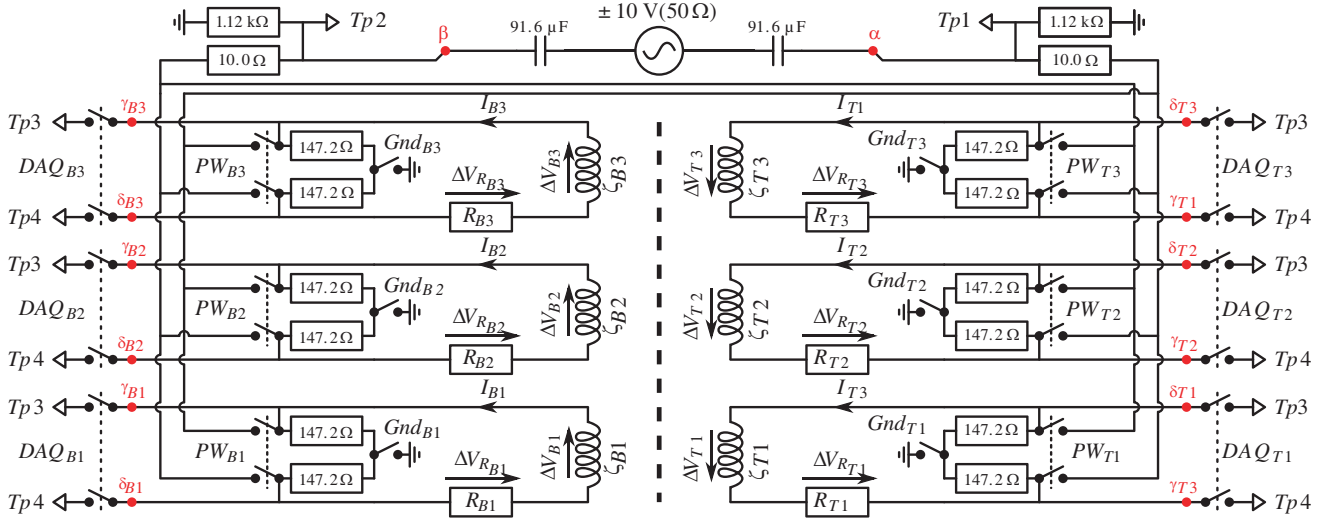 ± 10 V(50 Ω)
1.12 kΩ Tp2 β 91.6 µF 91.6 µF α Tp1 1.12 kΩ
10.0 Ω 10.0 Ω
Tp3 γB3 IB3 IT1 δT3 Tp3
147.2 Ω GndB3 GndT3 147.2 Ω
DAQB3 PWB3 ΔVB3 ζB3 ΔVT3 ζT3 PWT3 DAQT3
147.2 Ω ΔVRB3 ΔVRT3 147.2 Ω
Tp4 δB3 RB3 RT3 γT1 Tp4
Tp3 γB2 IB2 IT2 δT2 Tp3
147.2 Ω GndB2 GndT2 147.2 Ω
DAQB2 PWB2 ΔVB2 ζB2 ΔVT2 ζT2 PWT2 DAQT2
147.2 Ω ΔVRB2 ΔVRT2 147.2 Ω
Tp4 δB2 RB2 RT2 γT2 Tp4
Tp3 γB1 IB1 IT3 δT1 Tp3
147.2 Ω GndB1 GndT1 147.2 Ω
DAQB1 PWB1 ΔVB1 ζB1 ΔVT1 ζT1 PWT1 DAQT1
147.2 Ω ΔVRB1 ΔVRT1 147.2 Ω
Tp4 δB1 RB1 RT1 γT3 Tp4